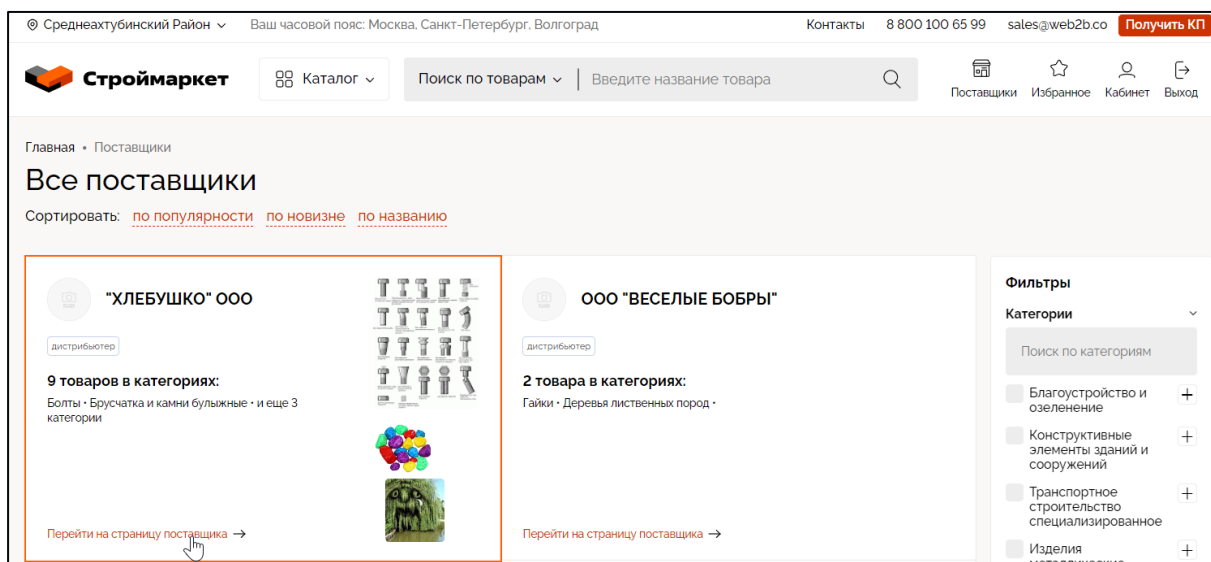 Среднеахтубинский Район
Ваш часовой пояс: Москва, Санкт-Петербург, Волгоград
Контакты
8 800 100 65 99
sales@web2b.co
Получить КП
Строймаркет
Каталог
Поиск по товарам
Введите название товара
Поставщики
Избранное
Кабинет
Выход
Главная • Поставщики
Все поставщики
Сортировать: по популярности по новизне по названию
"ХЛЕБУШКО" ООО
дистрибьютер
9 товаров в категориях:
Болты • Брусчатка и камни булыжные • и еще 3
категории
Перейти на страницу поставщика →
ООО "ВЕСЕЛЫЕ БОБРЫ"
дистрибьютер
2 товара в категориях:
Гайки • Деревья лиственных пород •
Перейти на страницу поставщика →
Фильтры
Категории
Поиск по категориям
Благоустройство и
озеленение
Конструктивные
элементы зданий и
сооружений
Транспортное
строительство
специализированное
Изделия